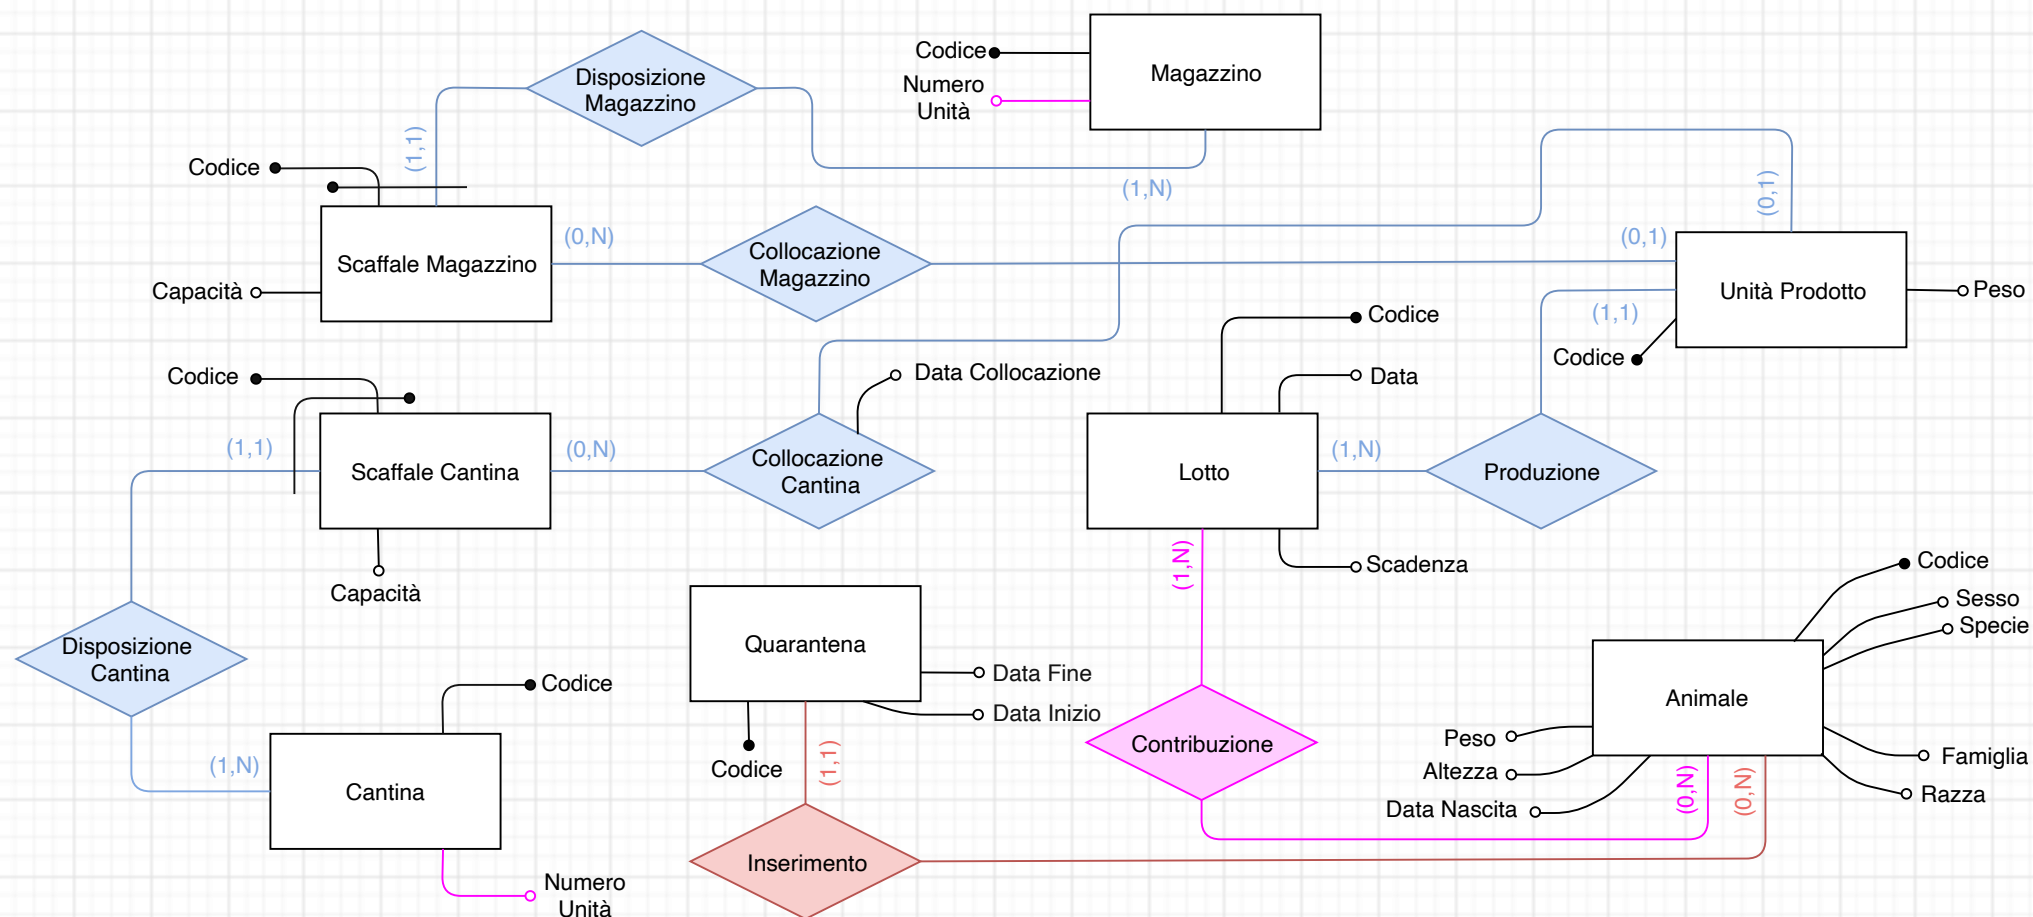 Disposizione
Magazzino
Codice
Numero
Unità
Magazzino
(1,1)
Codice
(1,N)
(0,1)
Scaffale Magazzino
(0,N)
Collocazione
Magazzino
(0,1)
Capacità
Unità Prodotto
Peso
(1,1)
Codice
Codice
Data Collocazione
Codice
Data
(1,1)
Scaffale Cantina
(0,N)
Collocazione
Cantina
Lotto
(1,N)
Produzione
Capacità
(1,N)
Scadenza
Codice
Sesso
Specie
Disposizione
Cantina
Quarantena
Data Fine
Data Inizio
Codice
Codice
(1,1)
Contribuzione
Animale
Peso
Altezza
Data Nascita
(0,N)
(0,N)
Famiglia
Razza
(1,N)
Cantina
Inserimento
Numero
Unità